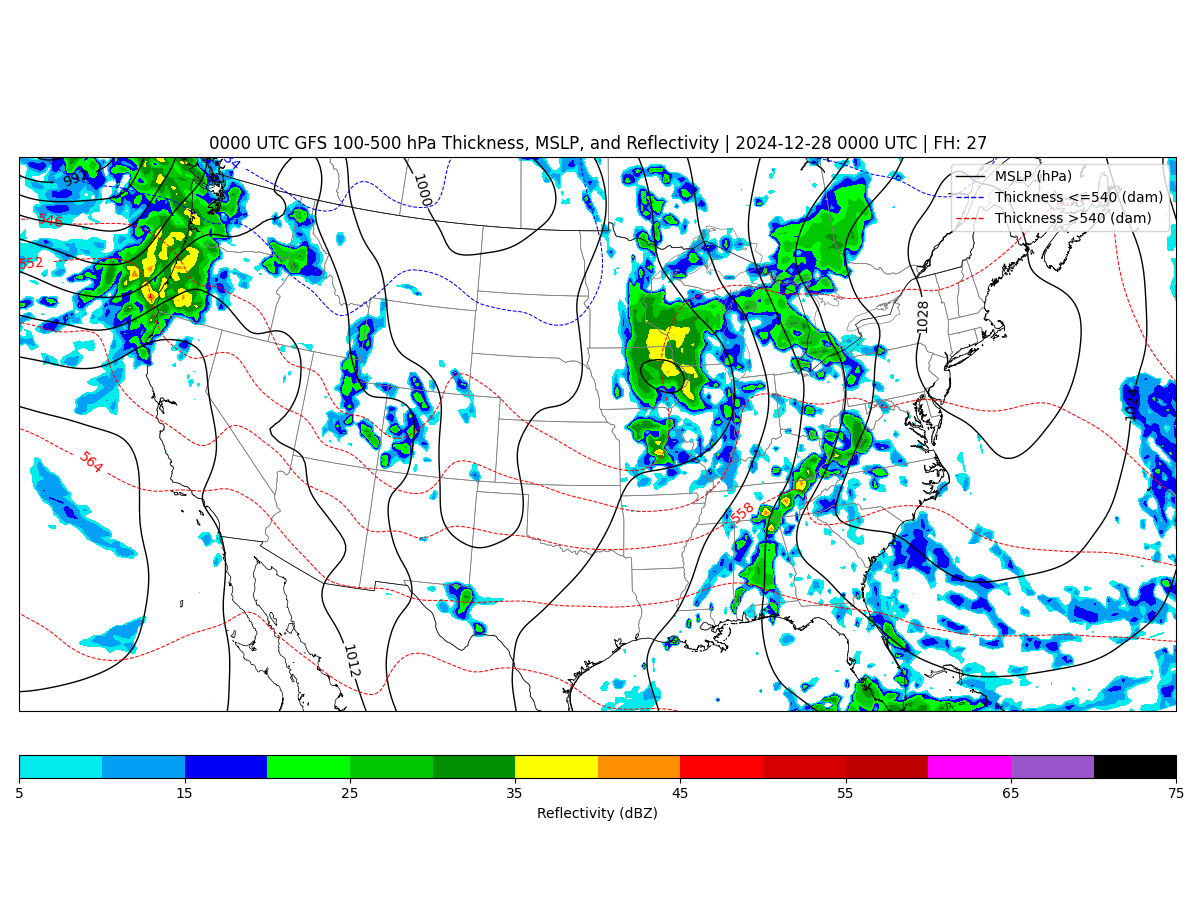 0000 UTC GFS 100-500 hPa Thickness, MSLP, and Reflectivity | 2024-12-28 0000 UTC | FH: 27
MSLP (hPa)
Thickness <=540 (dam)
Thickness >540 (dam)
1000
546
552
1028
564
558
1012
5 15 25 35 45 55 65 75
Reflectivity (dBZ)